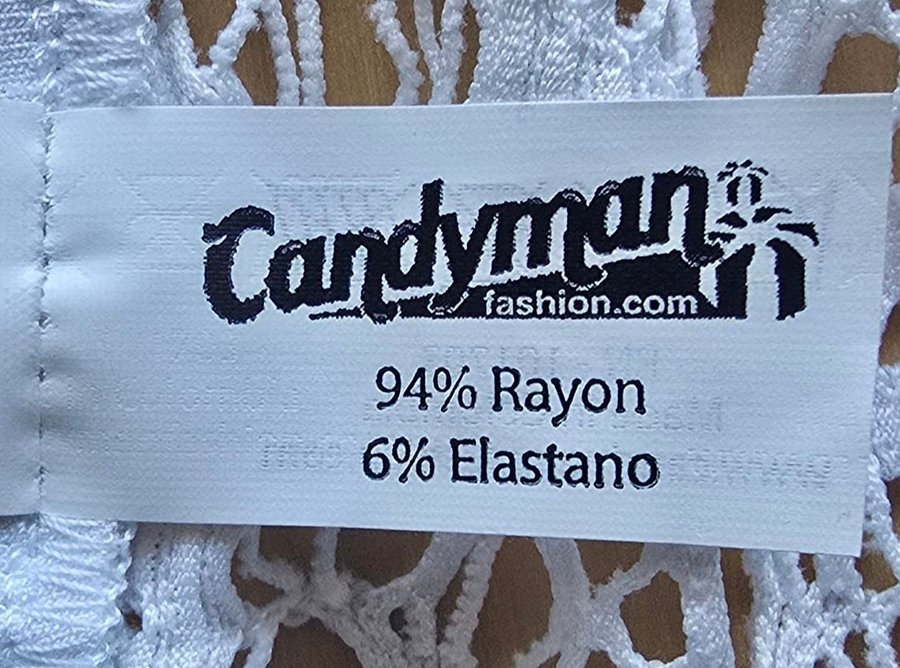 Candyman
fashion.com
94% Rayon
6% Elastano